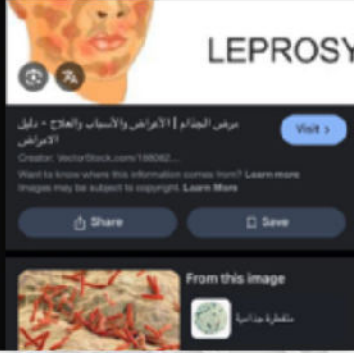 LEPROSY
مرض الجذام | الأعراض والأسباب والعلاج - دليل
الاعراض
Visit >
Creator: VectorStock.com/188062...
Want to know where this information comes from? Learn more
Images may be subject to copyright. Learn More
Share
Save
From this image
متفطرة جذامية